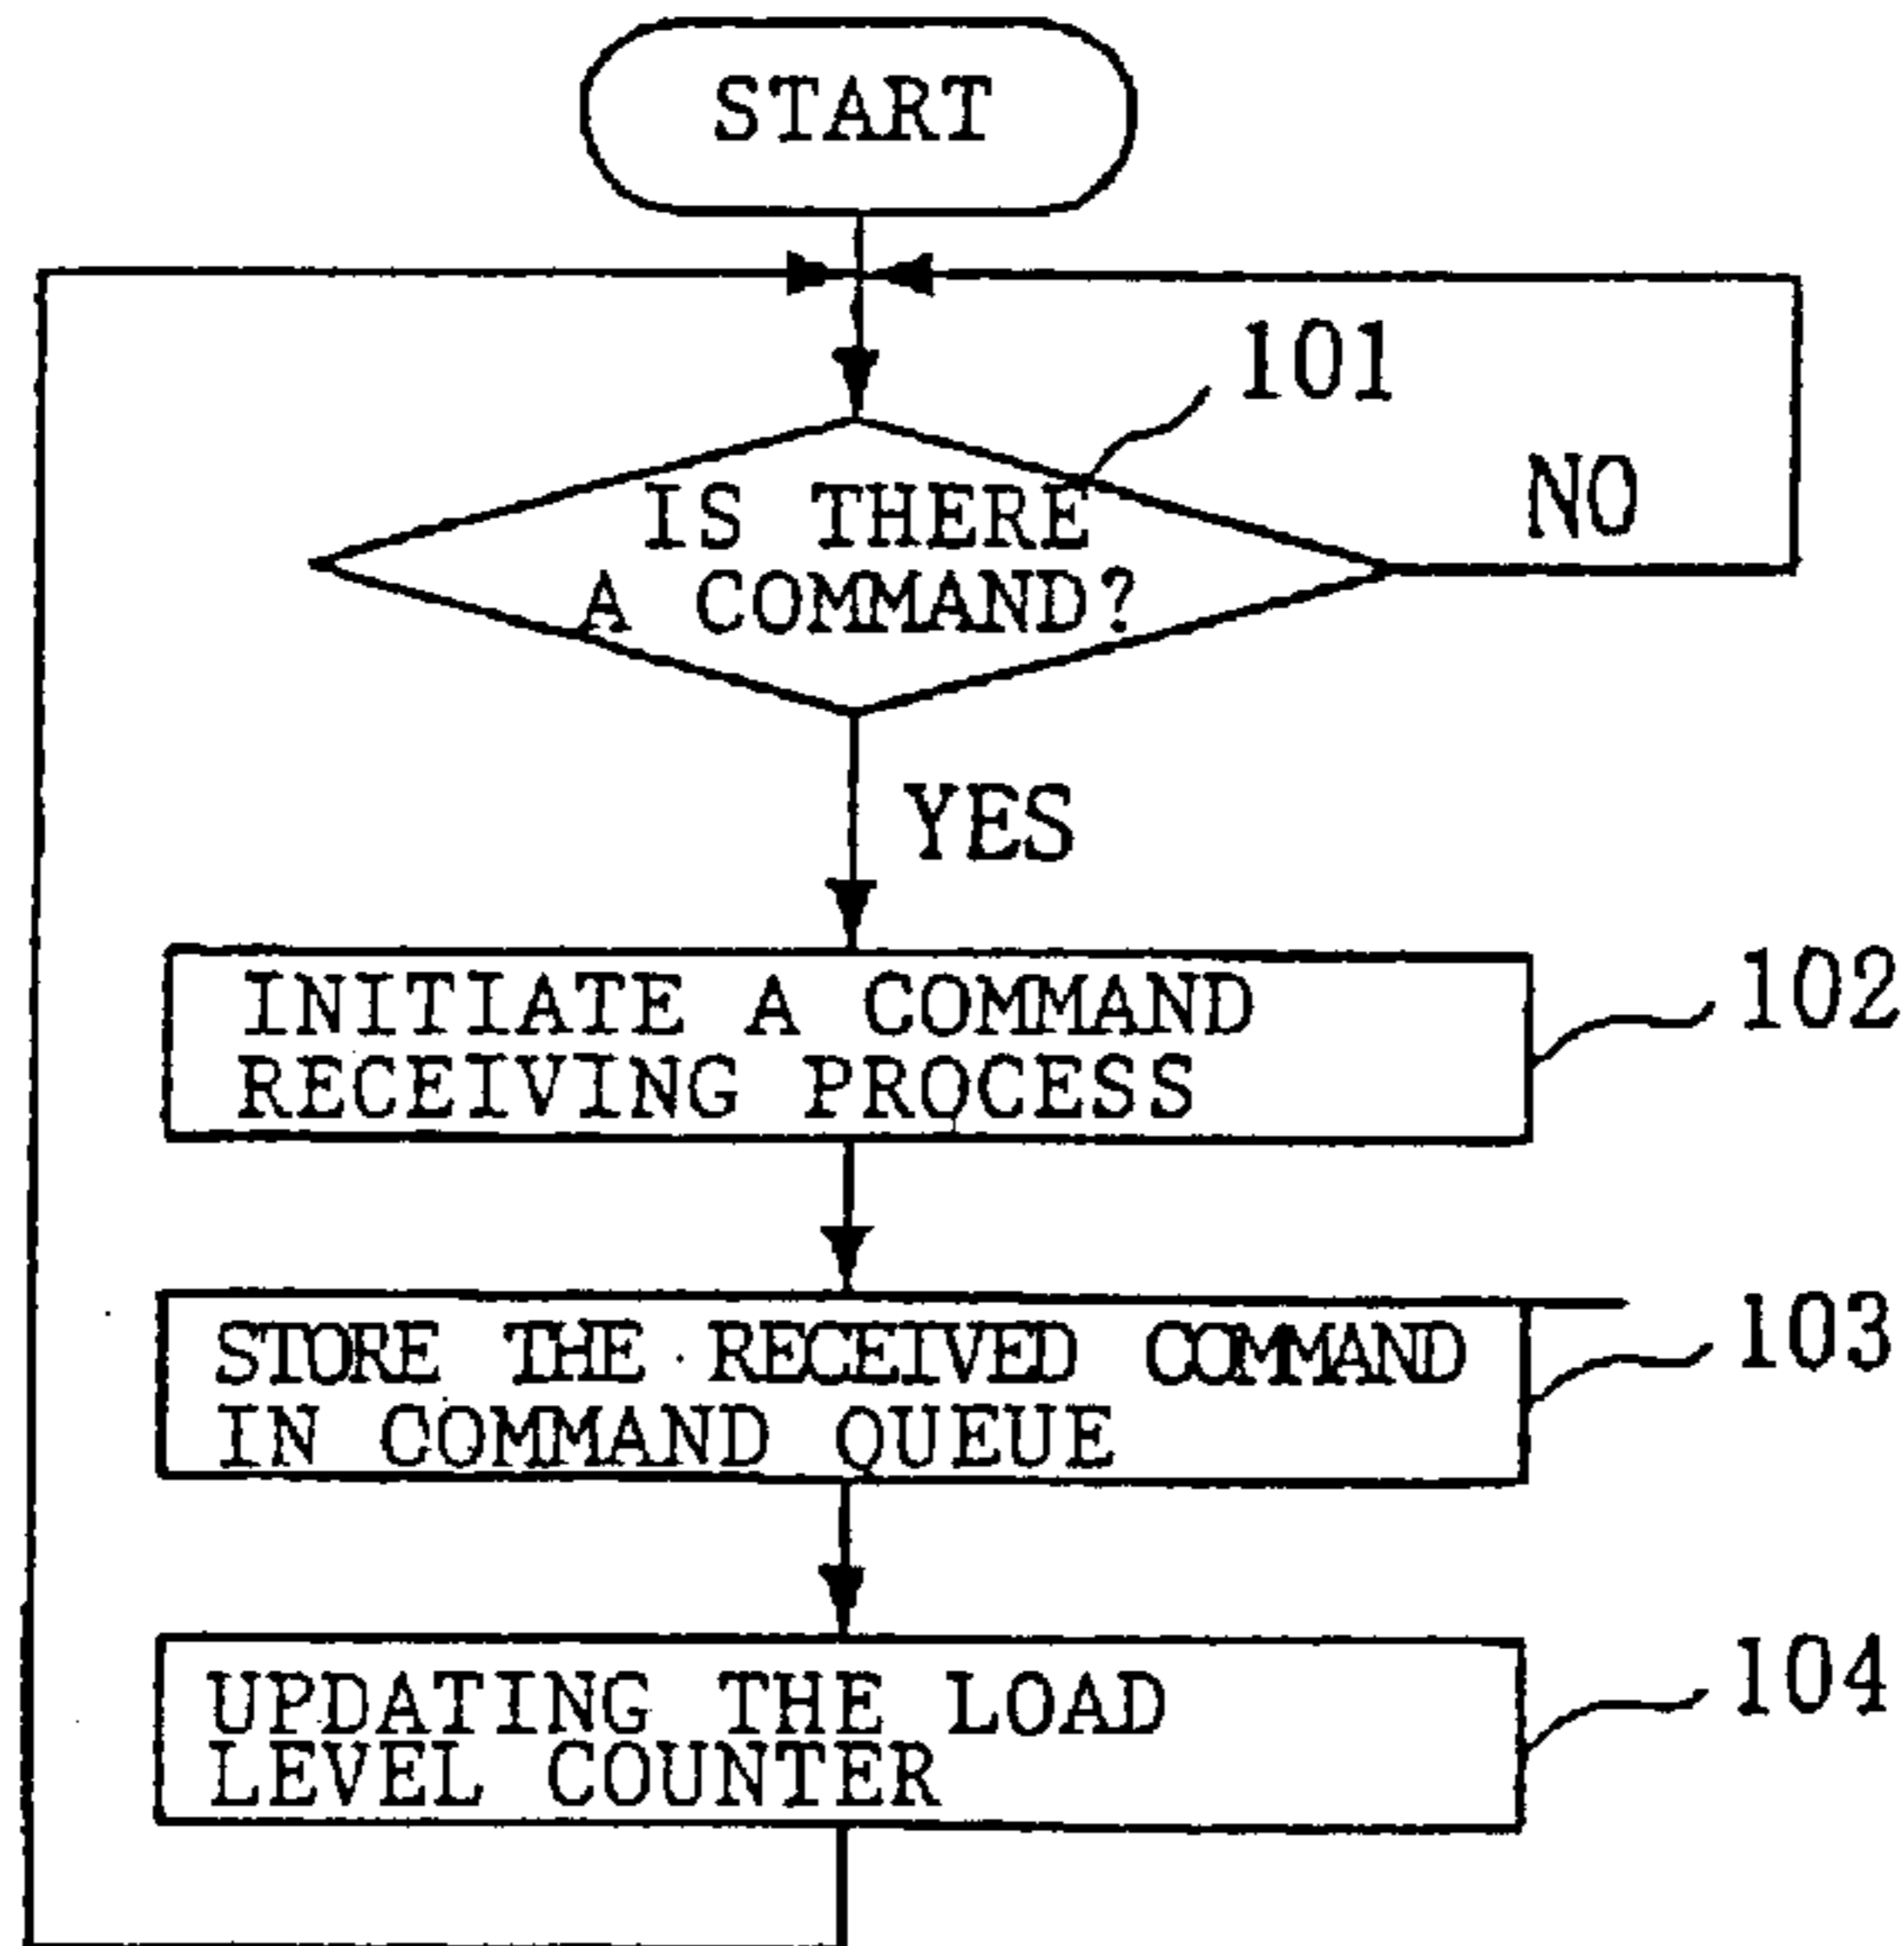 START
101
IS THERE
A COMMAND?
NO
YES
INITIATE A COMMAND
RECEIVING PROCESS
102
STORE THE RECEIVED COMMAND
IN COMMAND QUEUE
103
UPDATING THE LOAD
LEVEL COUNTER
104